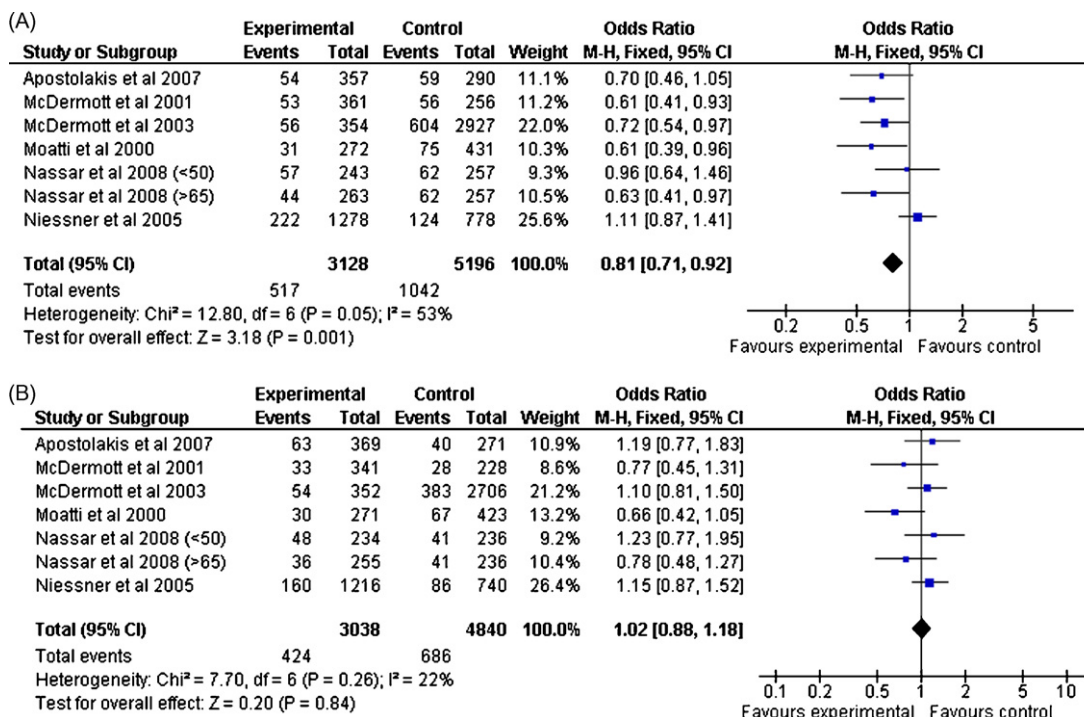 (A)
Experimental Control Odds Ratio Odds Ratio
Study or Subgroup Events Total Events Total Weight M-H, Fixed, 95% CI M-H, Fixed, 95% CI
Apostolakis et al 2007 54 357 59 290 11.1% 0.70 [0.46, 1.05]
McDermott et al 2001 53 361 56 256 11.2% 0.61 [0.41, 0.93]
McDermott et al 2003 56 354 604 2927 22.0% 0.72 [0.54, 0.97]
Moatti et al 2000 31 272 75 431 10.3% 0.61 [0.39, 0.96]
Nassar et al 2008 (<50) 57 243 62 257 9.3% 0.96 [0.64, 1.46]
Nassar et al 2008 (>65) 44 263 62 257 10.5% 0.63 [0.41, 0.97]
Niessner et al 2005 222 1278 124 778 25.6% 1.11 [0.87, 1.41]
Total (95% CI) 3128 5196 100.0% 0.81 [0.71, 0.92]
Total events 517 1042
Heterogeneity: Chi² = 12.80, df = 6 (P = 0.05); I² = 53%
Test for overall effect: Z = 3.18 (P = 0.001)
0.2 0.5 1 2 5
Favours experimental Favours control
(B)
Experimental Control Odds Ratio Odds Ratio
Study or Subgroup Events Total Events Total Weight M-H, Fixed, 95% CI M-H, Fixed, 95% CI
Apostolakis et al 2007 63 369 40 271 10.9% 1.19 [0.77, 1.83]
McDermott et al 2001 33 341 28 228 8.6% 0.77 [0.45, 1.31]
McDermott et al 2003 54 352 383 2706 21.2% 1.10 [0.81, 1.50]
Moatti et al 2000 30 271 67 423 13.2% 0.66 [0.42, 1.05]
Nassar et al 2008 (<50) 48 234 41 236 9.2% 1.23 [0.77, 1.95]
Nassar et al 2008 (>65) 36 255 41 236 10.4% 0.78 [0.48, 1.27]
Niessner et al 2005 160 1216 86 740 26.4% 1.15 [0.87, 1.52]
Total (95% CI) 3038 4840 100.0% 1.02 [0.88, 1.18]
Total events 424 686
Heterogeneity: Chi² = 7.70, df = 6 (P = 0.26); I² = 22%
Test for overall effect: Z = 0.20 (P = 0.84)
0.1 0.2 0.5 1 2 5 10
Favours experimental Favours control